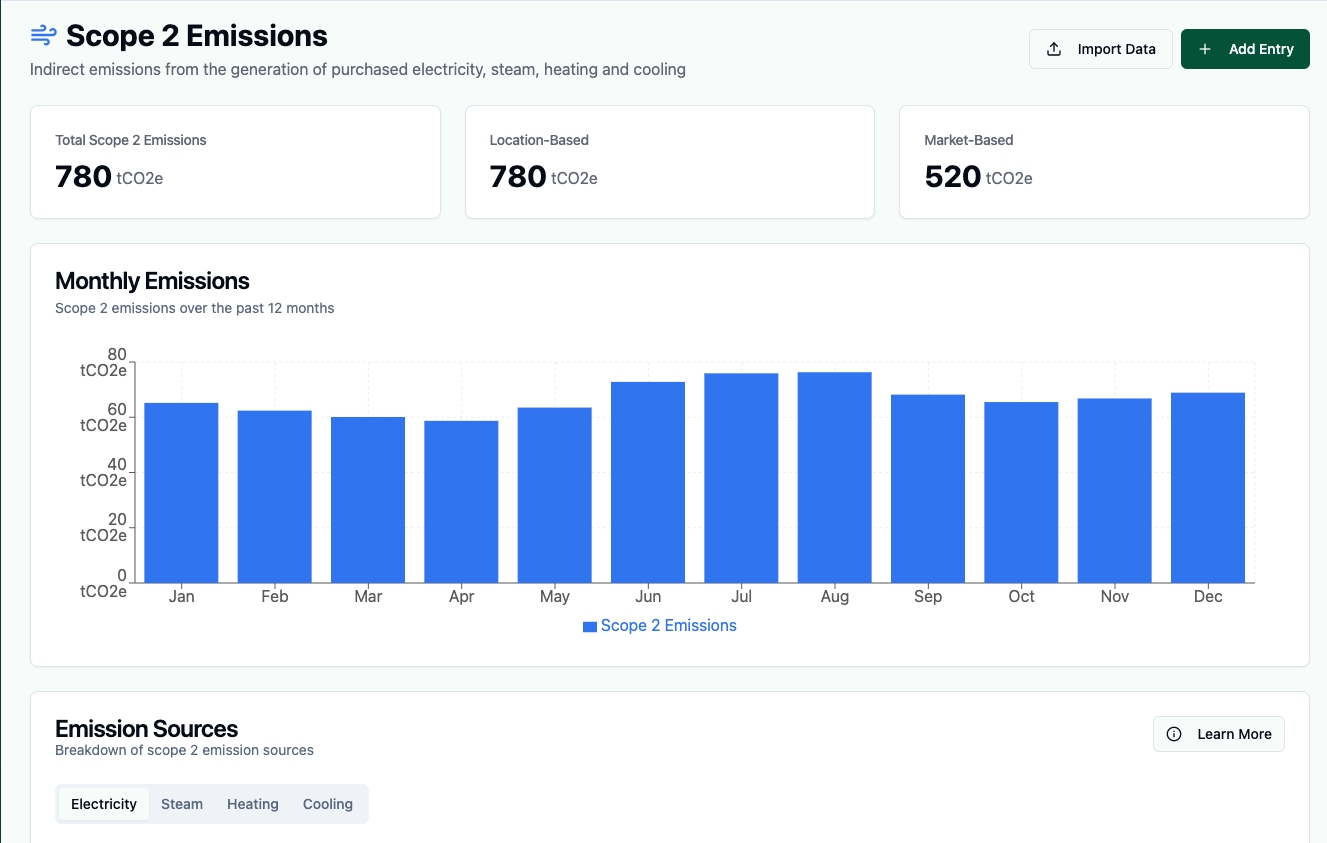 Scope 2 Emissions
Indirect emissions from the generation of purchased electricity, steam, heating and cooling
Import Data
Add Entry
Total Scope 2 Emissions
780 tCO2e
Location-Based
780 tCO2e
Market-Based
520 tCO2e
Monthly Emissions
Scope 2 emissions over the past 12 months
80
tCO2e
60
tCO2e
40
tCO2e
20
tCO2e
0
tCO2e
Jan Feb Mar Apr May Jun Jul Aug Sep Oct Nov Dec
Scope 2 Emissions
Emission Sources
Breakdown of scope 2 emission sources
Learn More
Electricity Steam Heating Cooling